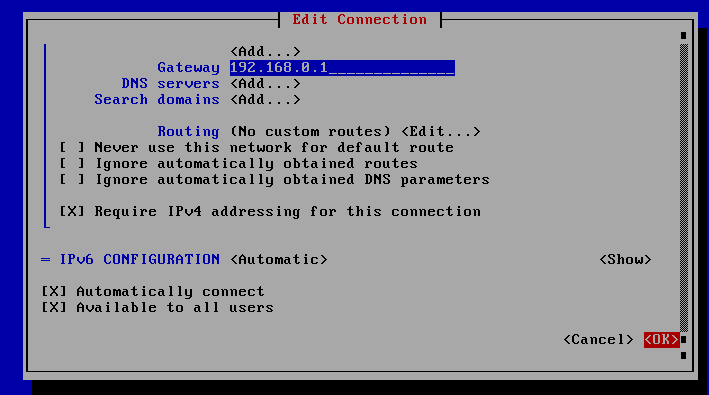 Edit Connection
<Add...>
Gateway 192.168.0.1______________
DNS servers <Add...>
Search domains <Add...>
Routing (No custom routes) <Edit...>
[ ] Never use this network for default route
[ ] Ignore automatically obtained routes
[ ] Ignore automatically obtained DNS parameters
[X] Require IPv4 addressing for this connection
= IPv6 CONFIGURATION <Automatic> <Show>
[X] Automatically connect
[X] Available to all users
<Cancel> <OK>